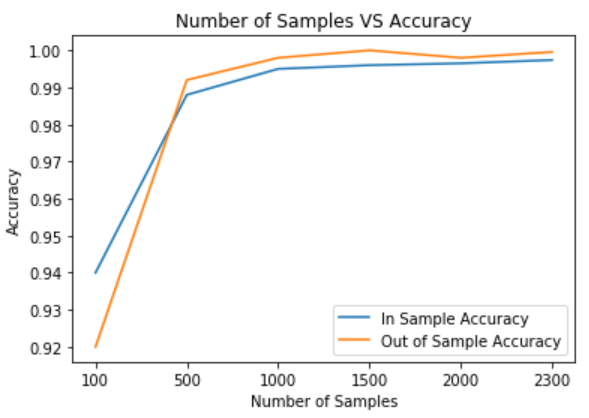 Number of Samples VS Accuracy
Accuracy
1.00
0.99
0.98
0.97
0.96
0.95
0.94
0.93
0.92
In Sample Accuracy
Out of Sample Accuracy
100 500 1000 1500 2000 2300
Number of Samples